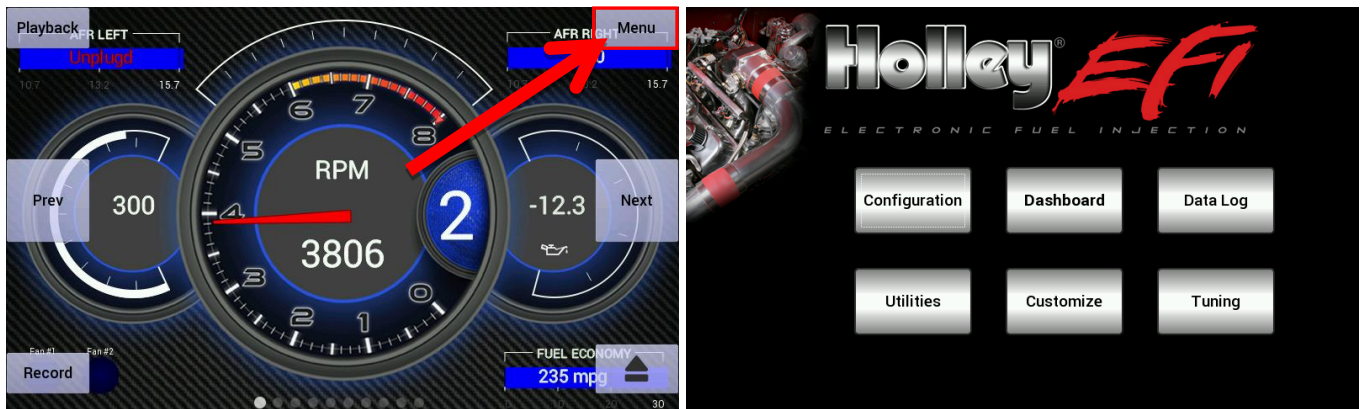 Playback
AFR LEFT
Unplugd
10.7 13.2 15.7
Menu
AFR RIGHT
15.7
6 7
5 8
RPM
Prev
300
4
2
-12.3
Next
3806
3
0
2 1
Fan #1 Fan #2
Record
FUEL ECONOMY
235 mpg
30
Holley® EFI
ELECTRONIC FUEL INJECTION
Configuration Dashboard Data Log
Utilities Customize Tuning